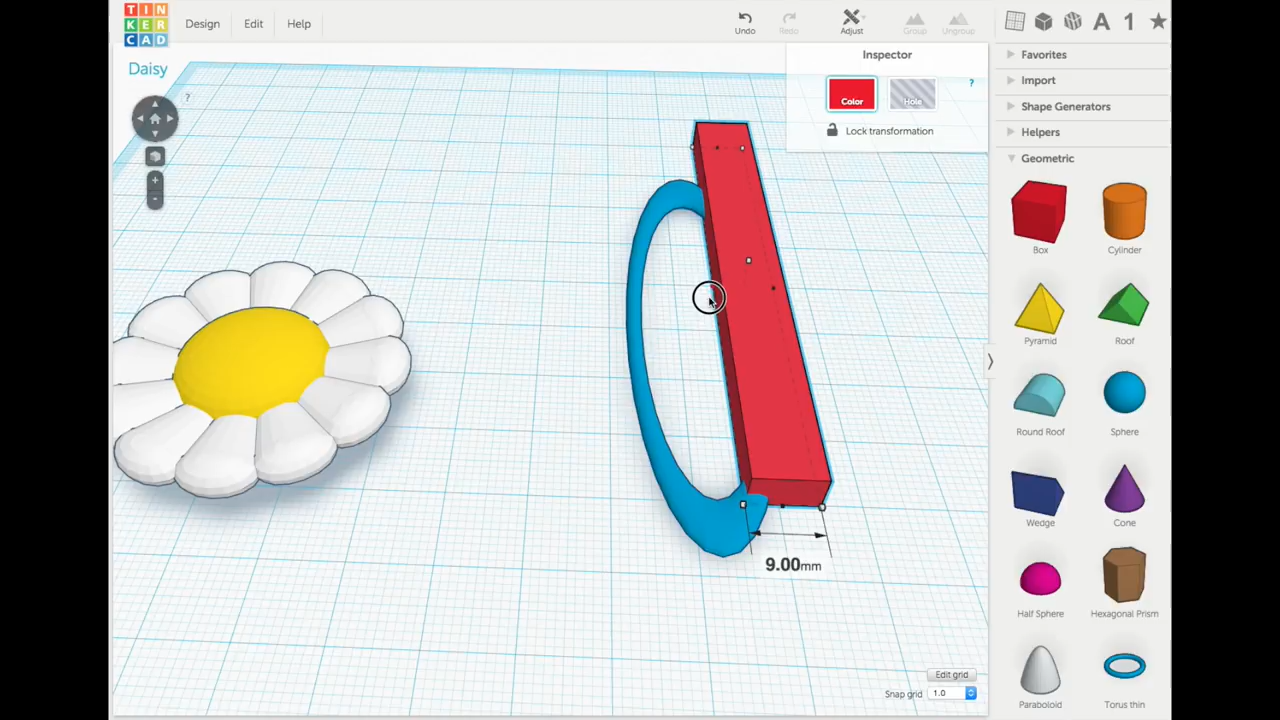 TIN
KER
CAD
Design
Edit
Help
Undo
Redo
Adjust
Group
Ungroup
A
1
Daisy
?
Inspector
Color
Hole
?
Lock transformation
Favorites
Import
Shape Generators
Helpers
Geometric
Box
Cylinder
Pyramid
Roof
Round Roof
Sphere
Wedge
Cone
Half Sphere
Hexagonal Prism
Paraboloid
Torus thin
+
-
9.00mm
Edit grid
Snap grid 1.0